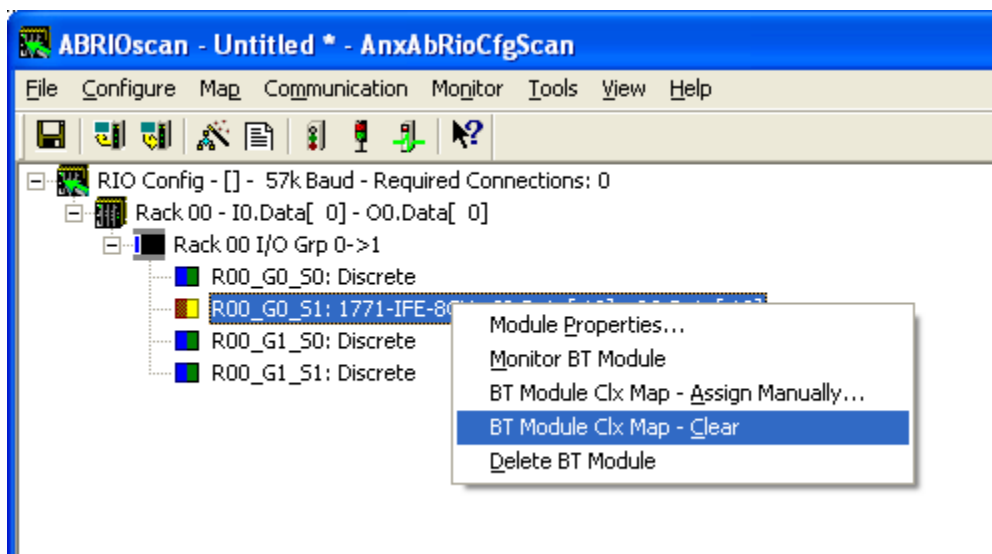 ABRIOscan - Untitled * - AnxAbRioCfgScan
File Configure Map Communication Monitor Tools View Help
RIO Config - [] - 57k Baud - Required Connections: 0
Rack 00 - I0.Data[ 0] - O0.Data[ 0]
Rack 00 I/O Grp 0->1
R00_G0_S0: Discrete
R00_G0_S1: 1771-IFE-8
R00_G1_S0: Discrete
R00_G1_S1: Discrete
Module Properties...
Monitor BT Module
BT Module Clx Map - Assign Manually...
BT Module Clx Map - Clear
Delete BT Module